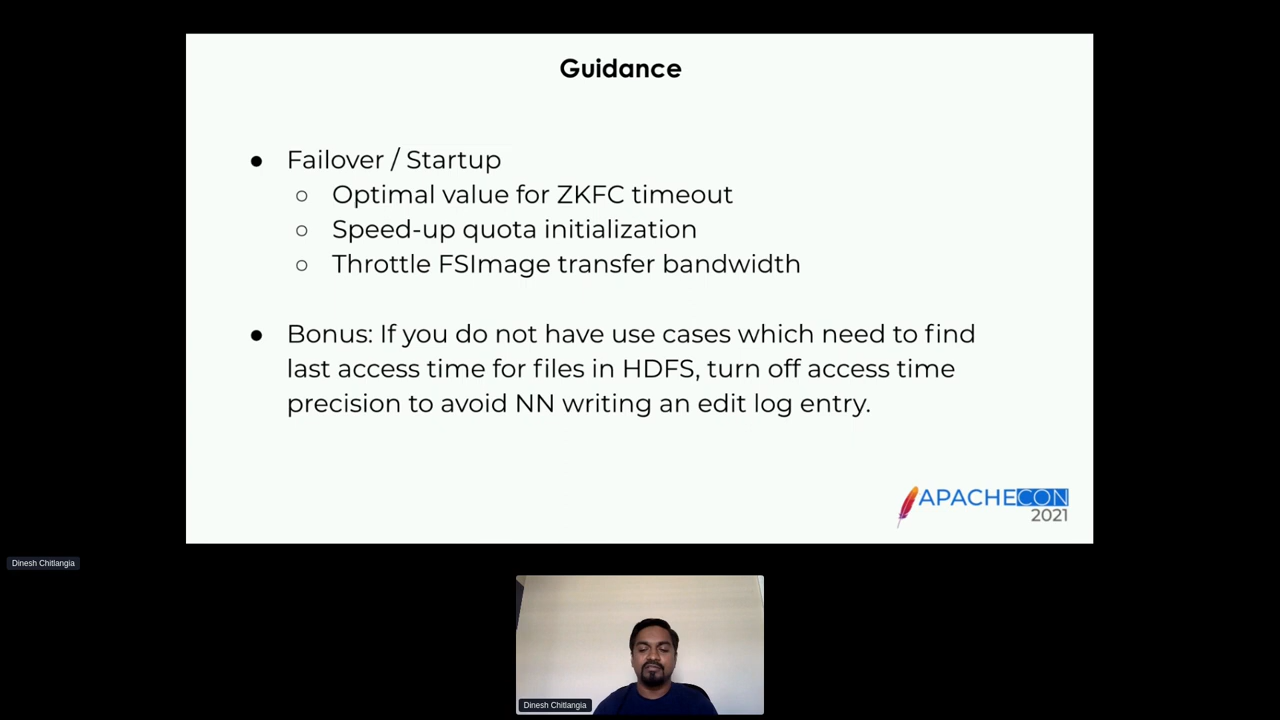 Guidance
● Failover / Startup
○ Optimal value for ZKFC timeout
○ Speed-up quota initialization
○ Throttle FSImage transfer bandwidth
● Bonus: If you do not have use cases which need to find
last access time for files in HDFS, turn off access time
precision to avoid NN writing an edit log entry.
APACHECON
2021
Dinesh Chitlangia
Dinesh Chitlangia